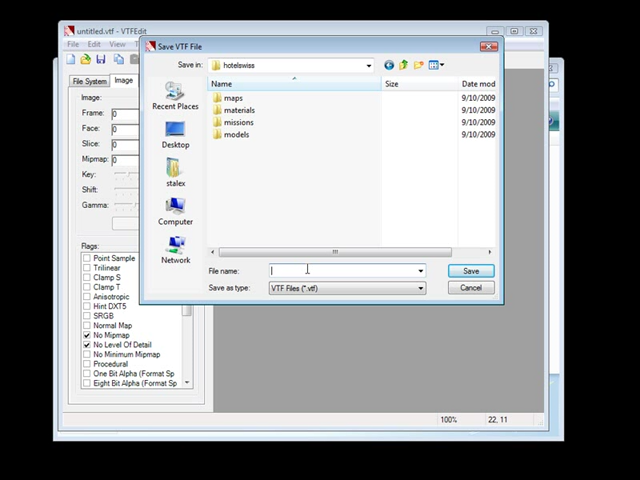 untitled.vtf - VTFEdit
File Edit View
Save VTF File
Save in: hotelswiss
Name Size Date mod
maps 9/10/2009
materials 9/10/2009
missions 9/10/2009
models 9/10/2009
Recent Places
Desktop
stalex
Computer
Network
File name:
Save
Save as type: VTF Files (*.vtf)
Cancel
File System Image
Image:
Frame: 0
Face: 0
Slice: 0
Mipmap: 0
Key:
Shift:
Gamma:
Flags:
Point Sample
Trilinear
Clamp S
Clamp T
Anisotropic
Hint DXT5
SRGB
Normal Map
No Mipmap
No Level Of Detail
No Minimum Mipmap
Procedural
One Bit Alpha (Format Sp
Eight Bit Alpha (Format Sp
100% 22, 11